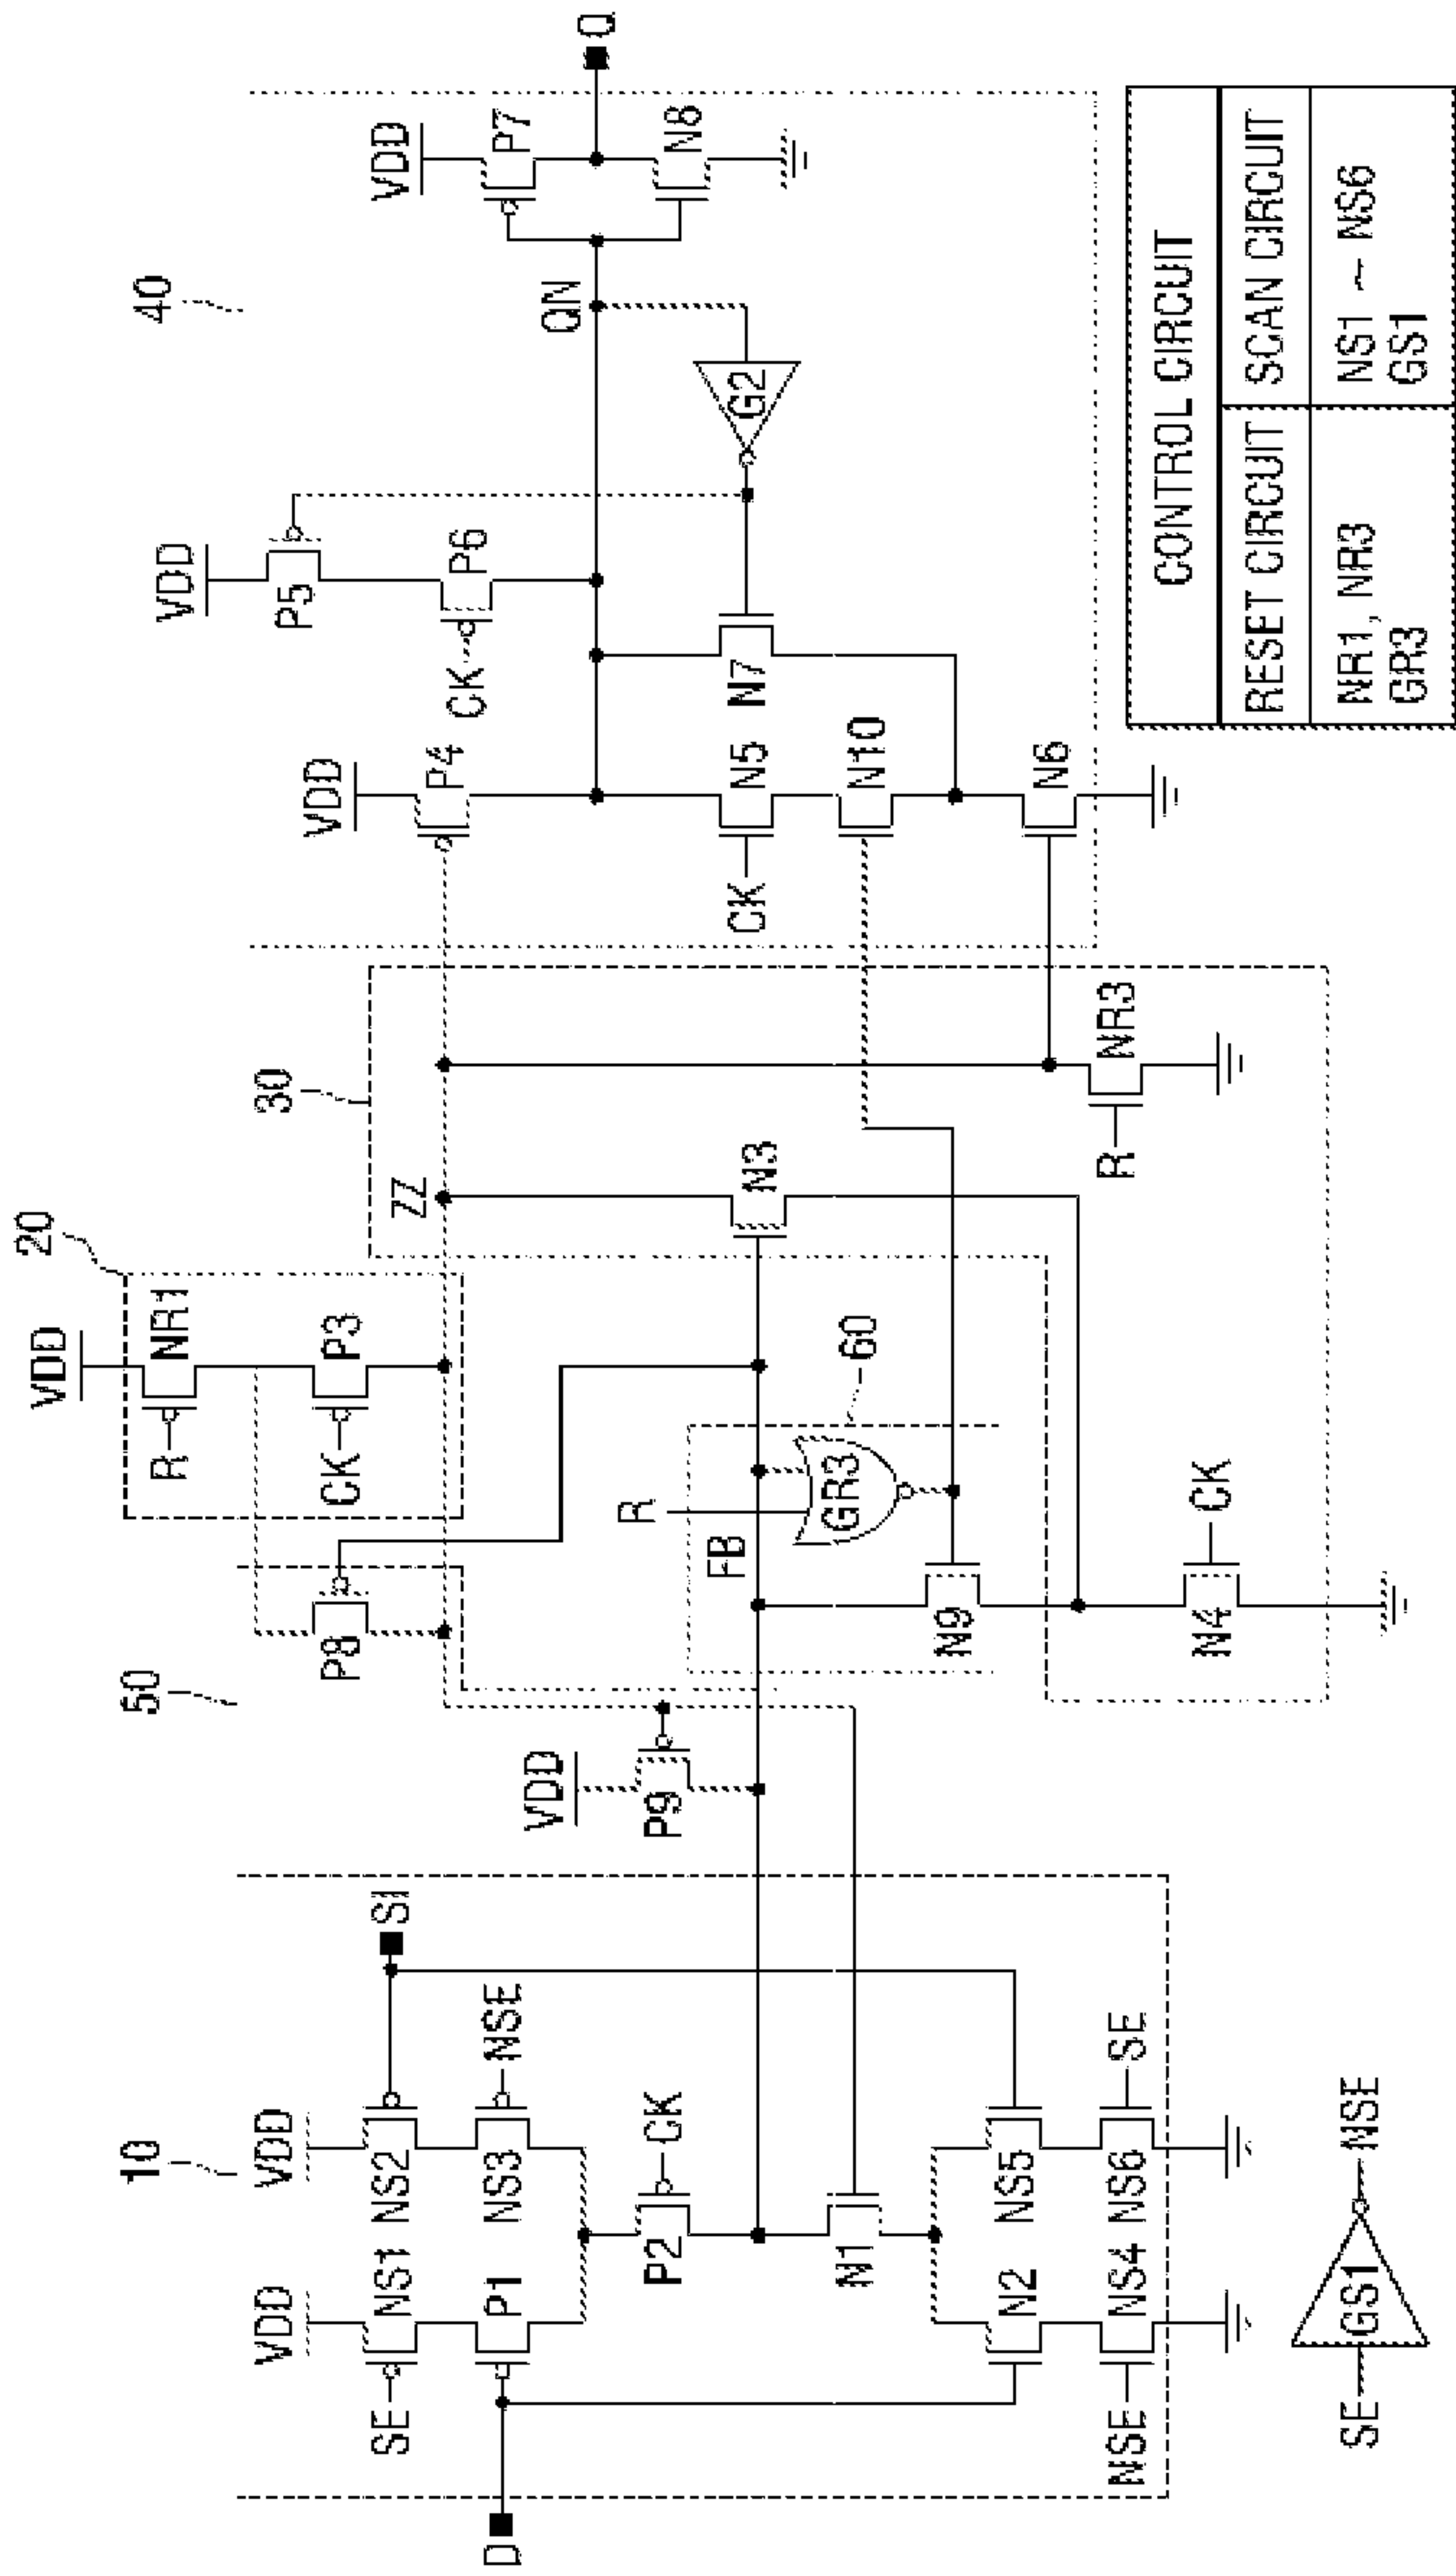 10
VDD
VDD
SE
NS1
NS2
SI
D
P1
NS3
NSE
P2
CK
N1
N2
NS5
NSE
NS4
NS6
SE
SE
GS1
NSE
50
VDD
P9
P8
20
VDD
R
NR1
CK
P3
ZZ
FB
R
GR3
60
N9
N4
CK
30
N3
R
NR3
40
VDD
P4
VDD
P5
CK
P6
QN
CK
N5
N7
N10
N6
G2
VDD
P7
N8
Q
CONTROL CIRCUIT
RESET CIRCUIT
SCAN CIRCUIT
NR1, NR3
GR3
NS1 ~ NS6
GS1